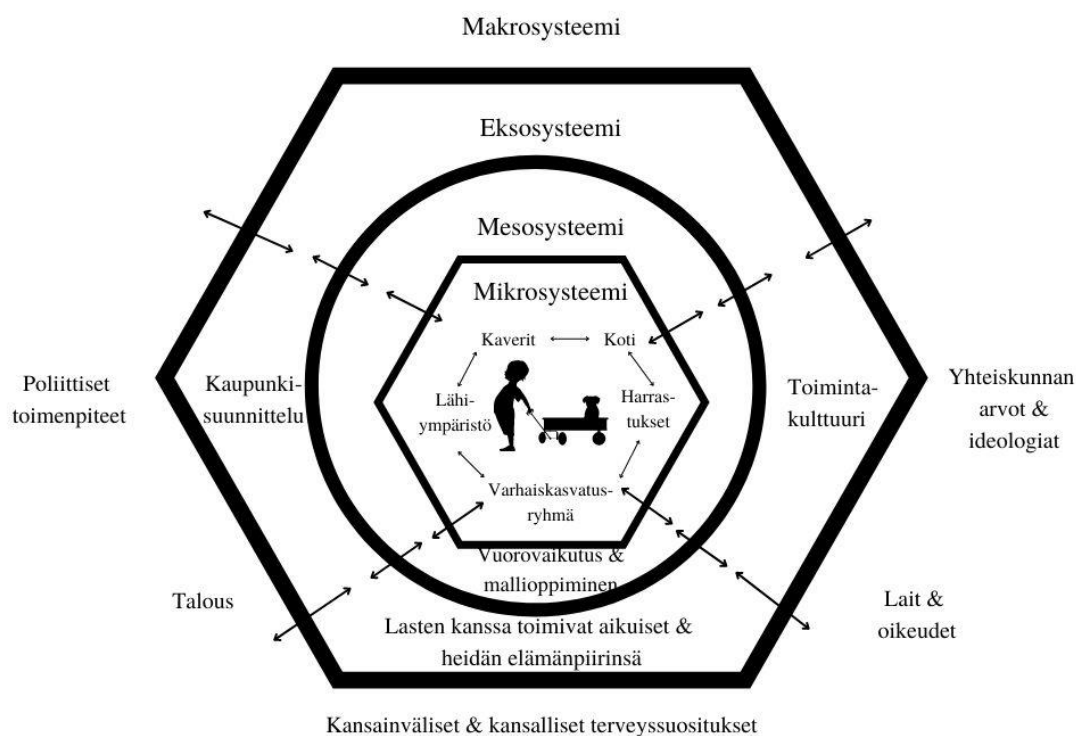 Makrosysteemi
Eksosysteemi
Mesosysteemi
Mikrosysteemi
Kaverit
Koti
Lähi-
ympäristö
Harras-
tukset
Varhaiskasvatus-
ryhmä
Vuorovaikutus &
mallioppiminen
Kaupunki-
suunnittelu
Toiminta-
kulttuuri
Lasten kanssa toimivat aikuiset &
heidän elämänpiirinsä
Poliittiset
toimenpiteet
Yhteiskunnan
arvot &
ideologiat
Talous
Lait &
oikeudet
Kansainväliset & kansalliset terveyssuositukset